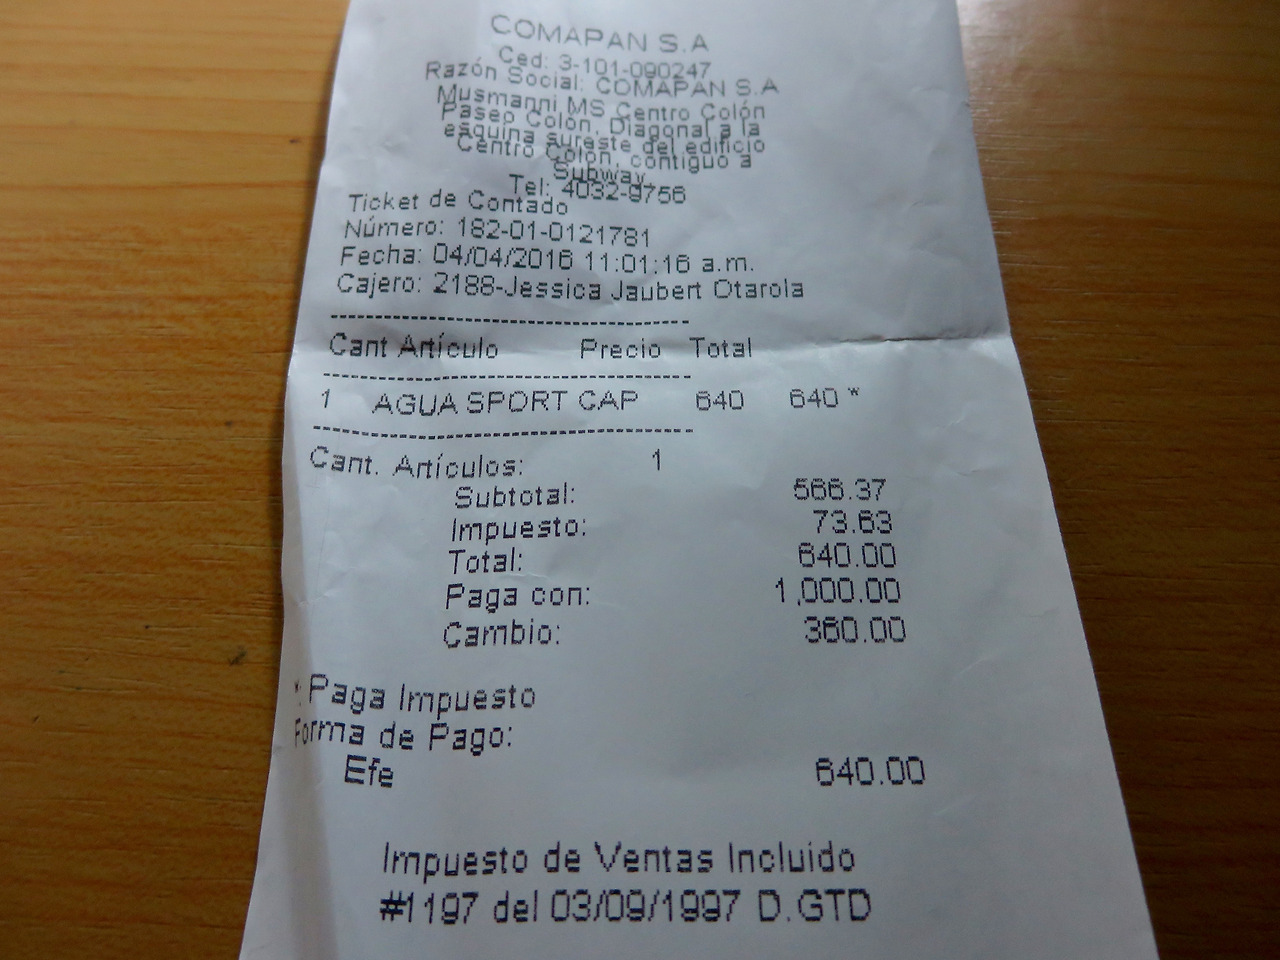 COMAPAN S.A
Ced: 3-101-090247
Razón Social: COMAPAN S.A
Musmanni MS Centro Colón
Paseo Colón, Diagonal a la
esquina sureste del edificio
Centro Colón, contiguo a
Subway.
Tel: 4032-9756
Ticket de Contado
Número: 182-01-0121781
Fecha: 04/04/2016 11:01:16 a.m.
Cajero: 2188-Jessica Jaubert Otarola
Cant Artículo Precio Total
1 AGUA SPORT CAP 640 640 *
Cant. Artículos: 1
Subtotal: 566.37
Impuesto: 73.63
Total: 640.00
Paga con: 1,000.00
Cambio: 360.00
*: Paga Impuesto
Forma de Pago:
Efe 640.00
Impuesto de Ventas Incluido
#1197 del 03/09/1997 D.GTD